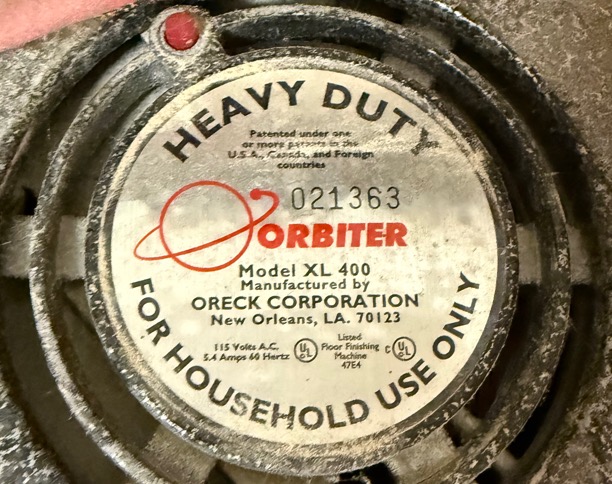 HEAVY DUTY
Patented under one
or more patents in the
U.S.A., Canada, and Foreign
countries
021363
ORBITER
Model XL 400
Manufactured by
ORECK CORPORATION
New Orleans, LA. 70123
115 Volts A.C.
5.4 Amps 60 Hertz
UL
Listed
Floor Finishing
Machine
47E4
C UL
FOR HOUSEHOLD USE ONLY